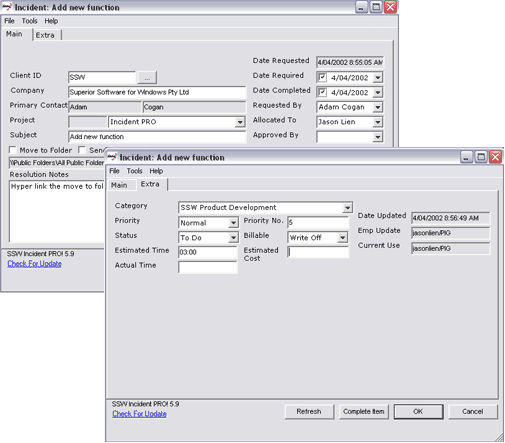 Incident: Add new function
File Tools Help
Main Extra
Date Requested 4/04/2002 8:55:05 AM
Client ID SSW ... Date Required 4/04/2002
Company Superior Software for Windows Pty Ltd Date Completed 4/04/2002
Primary Contact Adam Cogan Requested By Adam Cogan
Project Incident PRO Allocated To Jason Lien
Subject Add new function Approved By
Move to Folder Sen
\\Public Folders\All Public Folder
Resolution Notes
Hyper link the move to fol
SSW Incident PRO! 5.9
Check For Update
Incident: Add new function
File Tools Help
Main Extra
Category SSW Product Development
Date Updated 4/04/2002 8:56:49 AM
Priority Normal Priority No. 5
Emp Update jasonlien/PIG
Status To Do Billable Write Off
Current Use jasonlien/PIG
Estimated Time 03:00 Estimated Cost
Actual Time
SSW Incident PRO! 5.9
Check For Update
Refresh Complete Item OK Cancel